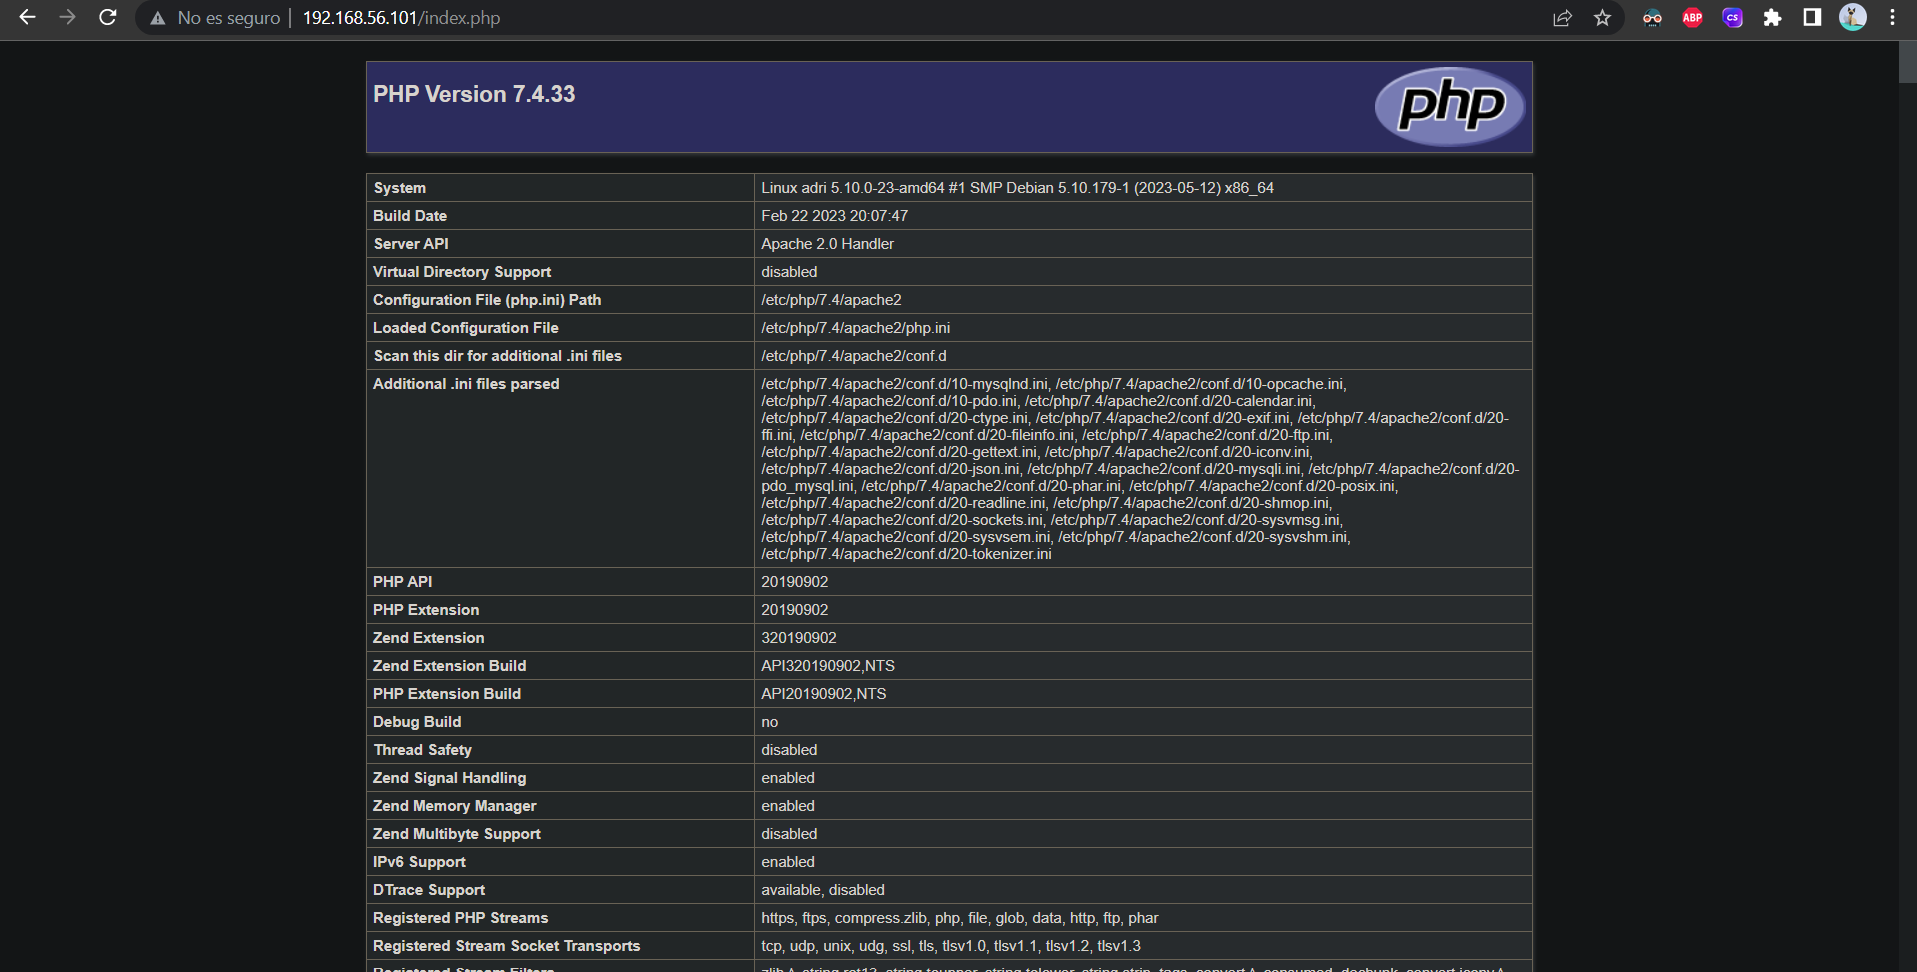 No es seguro | 192.168.56.101/index.php
ABP
CS
PHP Version 7.4.33
php
System Linux adri 5.10.0-23-amd64 #1 SMP Debian 5.10.179-1 (2023-05-12) x86_64
Build Date Feb 22 2023 20:07:47
Server API Apache 2.0 Handler
Virtual Directory Support disabled
Configuration File (php.ini) Path /etc/php/7.4/apache2
Loaded Configuration File /etc/php/7.4/apache2/php.ini
Scan this dir for additional .ini files /etc/php/7.4/apache2/conf.d
Additional .ini files parsed /etc/php/7.4/apache2/conf.d/10-mysqlnd.ini, /etc/php/7.4/apache2/conf.d/10-opcache.ini,
/etc/php/7.4/apache2/conf.d/10-pdo.ini, /etc/php/7.4/apache2/conf.d/20-calendar.ini,
/etc/php/7.4/apache2/conf.d/20-ctype.ini, /etc/php/7.4/apache2/conf.d/20-exif.ini, /etc/php/7.4/apache2/conf.d/20-
ffi.ini, /etc/php/7.4/apache2/conf.d/20-fileinfo.ini, /etc/php/7.4/apache2/conf.d/20-ftp.ini,
/etc/php/7.4/apache2/conf.d/20-gettext.ini, /etc/php/7.4/apache2/conf.d/20-iconv.ini,
/etc/php/7.4/apache2/conf.d/20-json.ini, /etc/php/7.4/apache2/conf.d/20-mysqli.ini, /etc/php/7.4/apache2/conf.d/20-
pdo_mysql.ini, /etc/php/7.4/apache2/conf.d/20-phar.ini, /etc/php/7.4/apache2/conf.d/20-posix.ini,
/etc/php/7.4/apache2/conf.d/20-readline.ini, /etc/php/7.4/apache2/conf.d/20-shmop.ini,
/etc/php/7.4/apache2/conf.d/20-sockets.ini, /etc/php/7.4/apache2/conf.d/20-sysvmsg.ini,
/etc/php/7.4/apache2/conf.d/20-sysvsem.ini, /etc/php/7.4/apache2/conf.d/20-sysvshm.ini,
/etc/php/7.4/apache2/conf.d/20-tokenizer.ini
PHP API 20190902
PHP Extension 20190902
Zend Extension 320190902
Zend Extension Build API320190902,NTS
PHP Extension Build API20190902,NTS
Debug Build no
Thread Safety disabled
Zend Signal Handling enabled
Zend Memory Manager enabled
Zend Multibyte Support disabled
IPv6 Support enabled
DTrace Support available, disabled
Registered PHP Streams https, ftps, compress.zlib, php, file, glob, data, http, ftp, phar
Registered Stream Socket Transports tcp, udp, unix, udg, ssl, tls, tlsv1.0, tlsv1.1, tlsv1.2, tlsv1.3
Registered Stream Filters zlib.*, string.rot13, string.toupper, string.tolower, string.strip_tags, convert.*, consumed, dechunk, convert.iconv.*